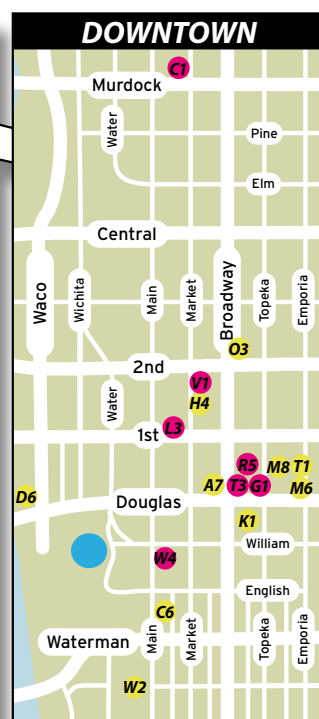 DOWNTOWN
C1
Murdock
Water
Pine
Elm
Central
Waco
Wichita
Main
Market
Broadway
Topeka
Emporia
O3
2nd
V1
H4
Water
L3
1st
R5
M8
T1
D6
A7
T3
G1
M6
Douglas
K1
William
W4
English
C6
Waterman
Main
Market
Topeka
Emporia
W2